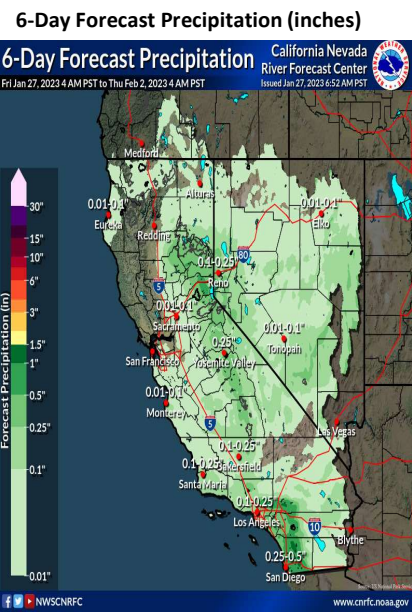 6-Day Forecast Precipitation (inches)
6-Day Forecast Precipitation
California Nevada
River Forecast Center
Fri Jan 27, 2023 4 AM PST to Thu Feb 2, 2023 4 AM PST
Issued Jan 27, 2023 6:52 AM PST
Medford
Alturas
0.01-0.1"
Eureka
0.01-0.1"
Elko
Redding
0.1-0.25"
80
Reno
5
0.01-0.1"
Sacramento
0.01-0.1"
Tonopah
0.25"
San Francisco
Yosemite Valley
0.01-0.1"
Monterey
5
Las Vegas
0.1-0.25"
Bakersfield
0.1-0.25"
Santa Maria
0.1-0.25"
Los Angeles
10
Blythe
0.25-0.5"
San Diego
Forecast Precipitation (in)
30"
15"
10"
6"
3"
1.5"
1"
0.5"
0.25"
0.1"
0.01"
NWSCNRFC
www.cnrfc.noaa.gov